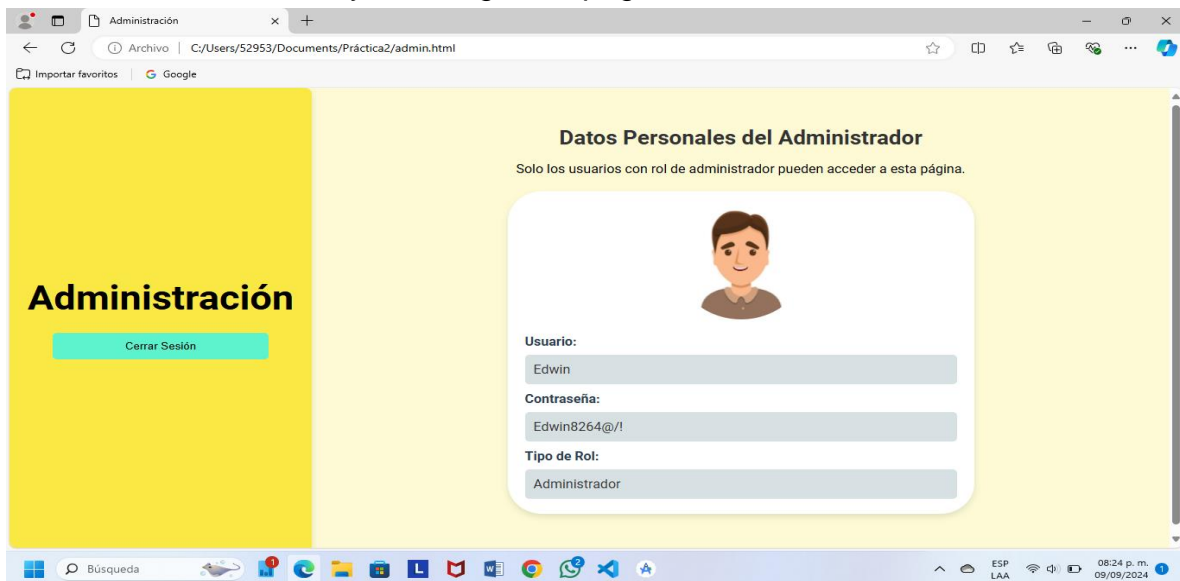 Administración
Archivo
C:/Users/52953/Documents/Práctica2/admin.html
Importar favoritos
Google
Administración
Cerrar Sesión
Datos Personales del Administrador
Solo los usuarios con rol de administrador pueden acceder a esta página.
Usuario:
Edwin
Contraseña:
Edwin8264@/!
Tipo de Rol:
Administrador
Búsqueda
ESP
LAA
08:24 p. m.
09/09/2024